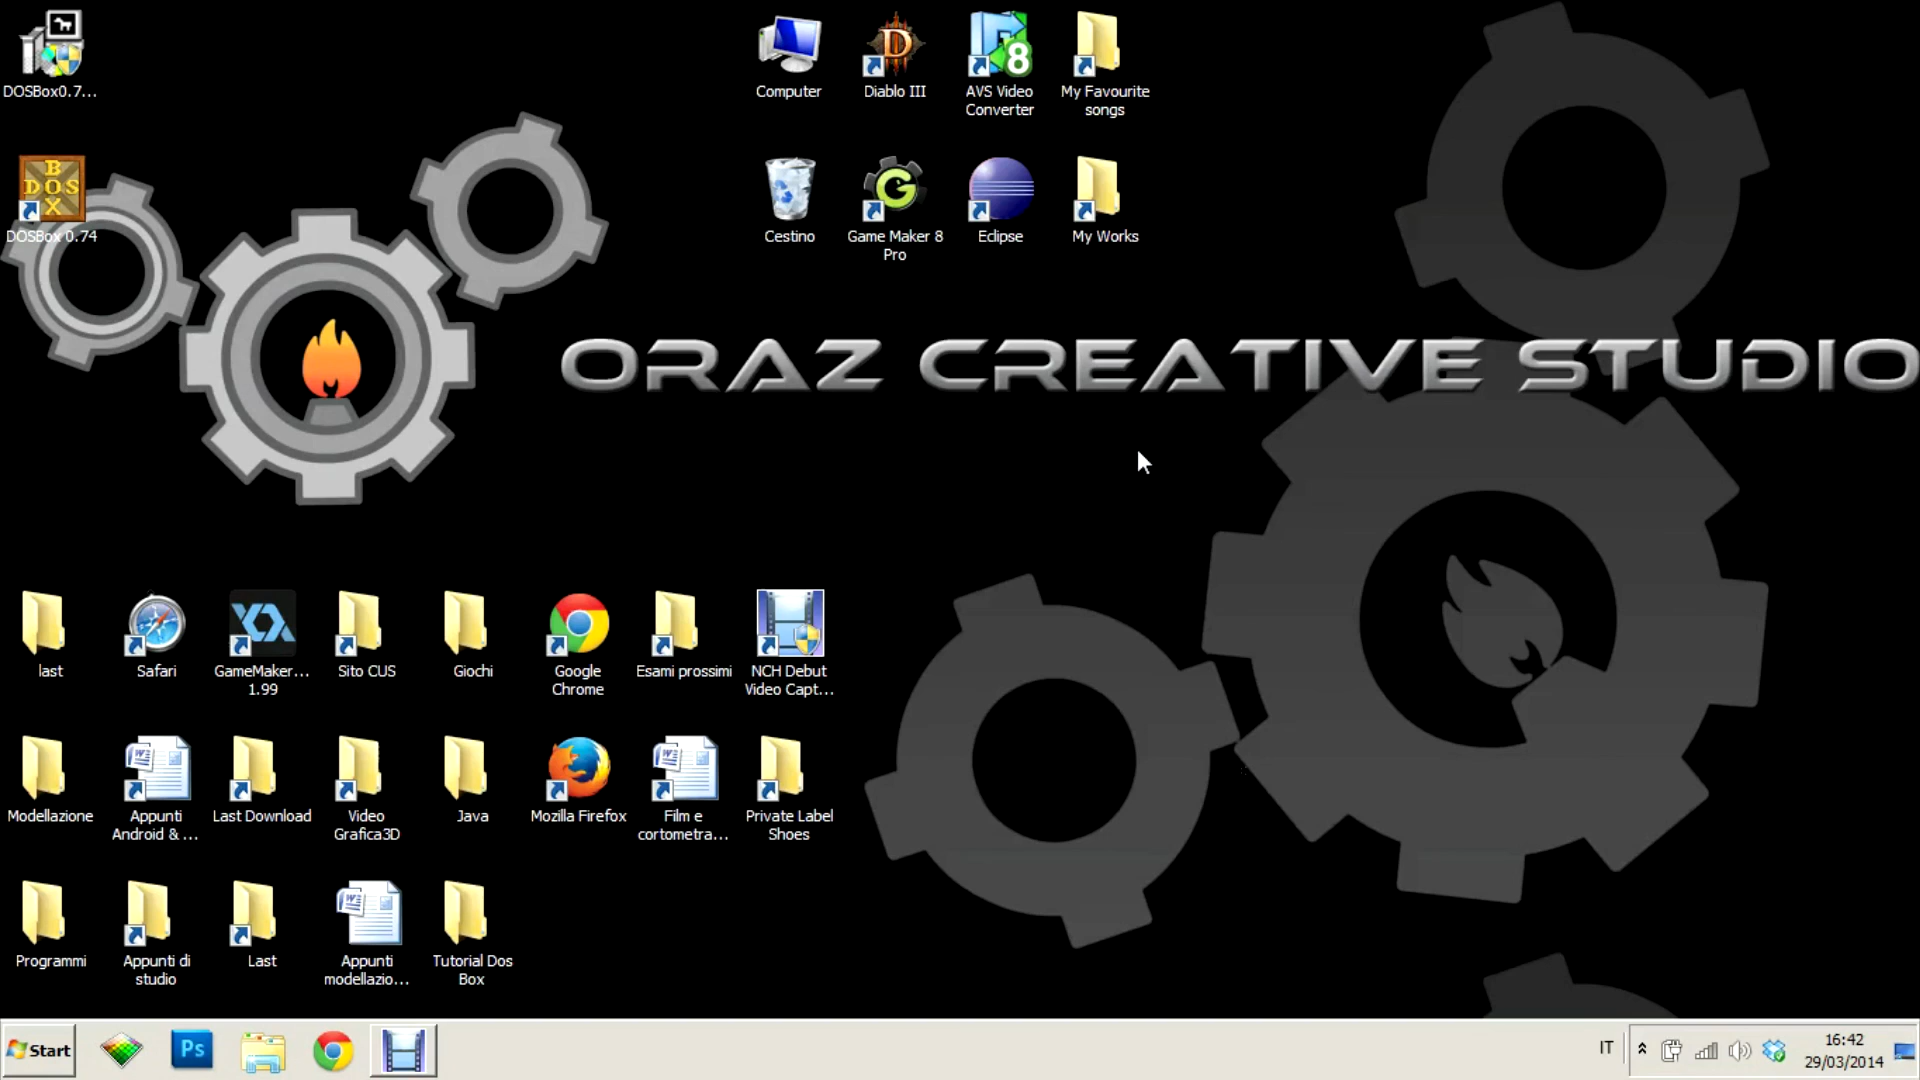 DOSBox0.7...
Computer
Diablo III
AVS Video
Converter
My Favourite
songs
DOSBox 0.74
Cestino
Game Maker 8
Pro
Eclipse
My Works
ORAZ CREATIVE STUDIO
last
Safari
GameMaker...
1.99
Sito CUS
Giochi
Google
Chrome
Esami prossimi
NCH Debut
Video Capt...
Modellazione
Appunti
Android & ...
Last Download
Video
Grafica3D
Java
Mozilla Firefox
Film e
cortometra...
Private Label
Shoes
Programmi
Appunti di
studio
Last
Appunti
modellazio...
Tutorial Dos
Box
Start
Ps
IT
16:42
29/03/2014